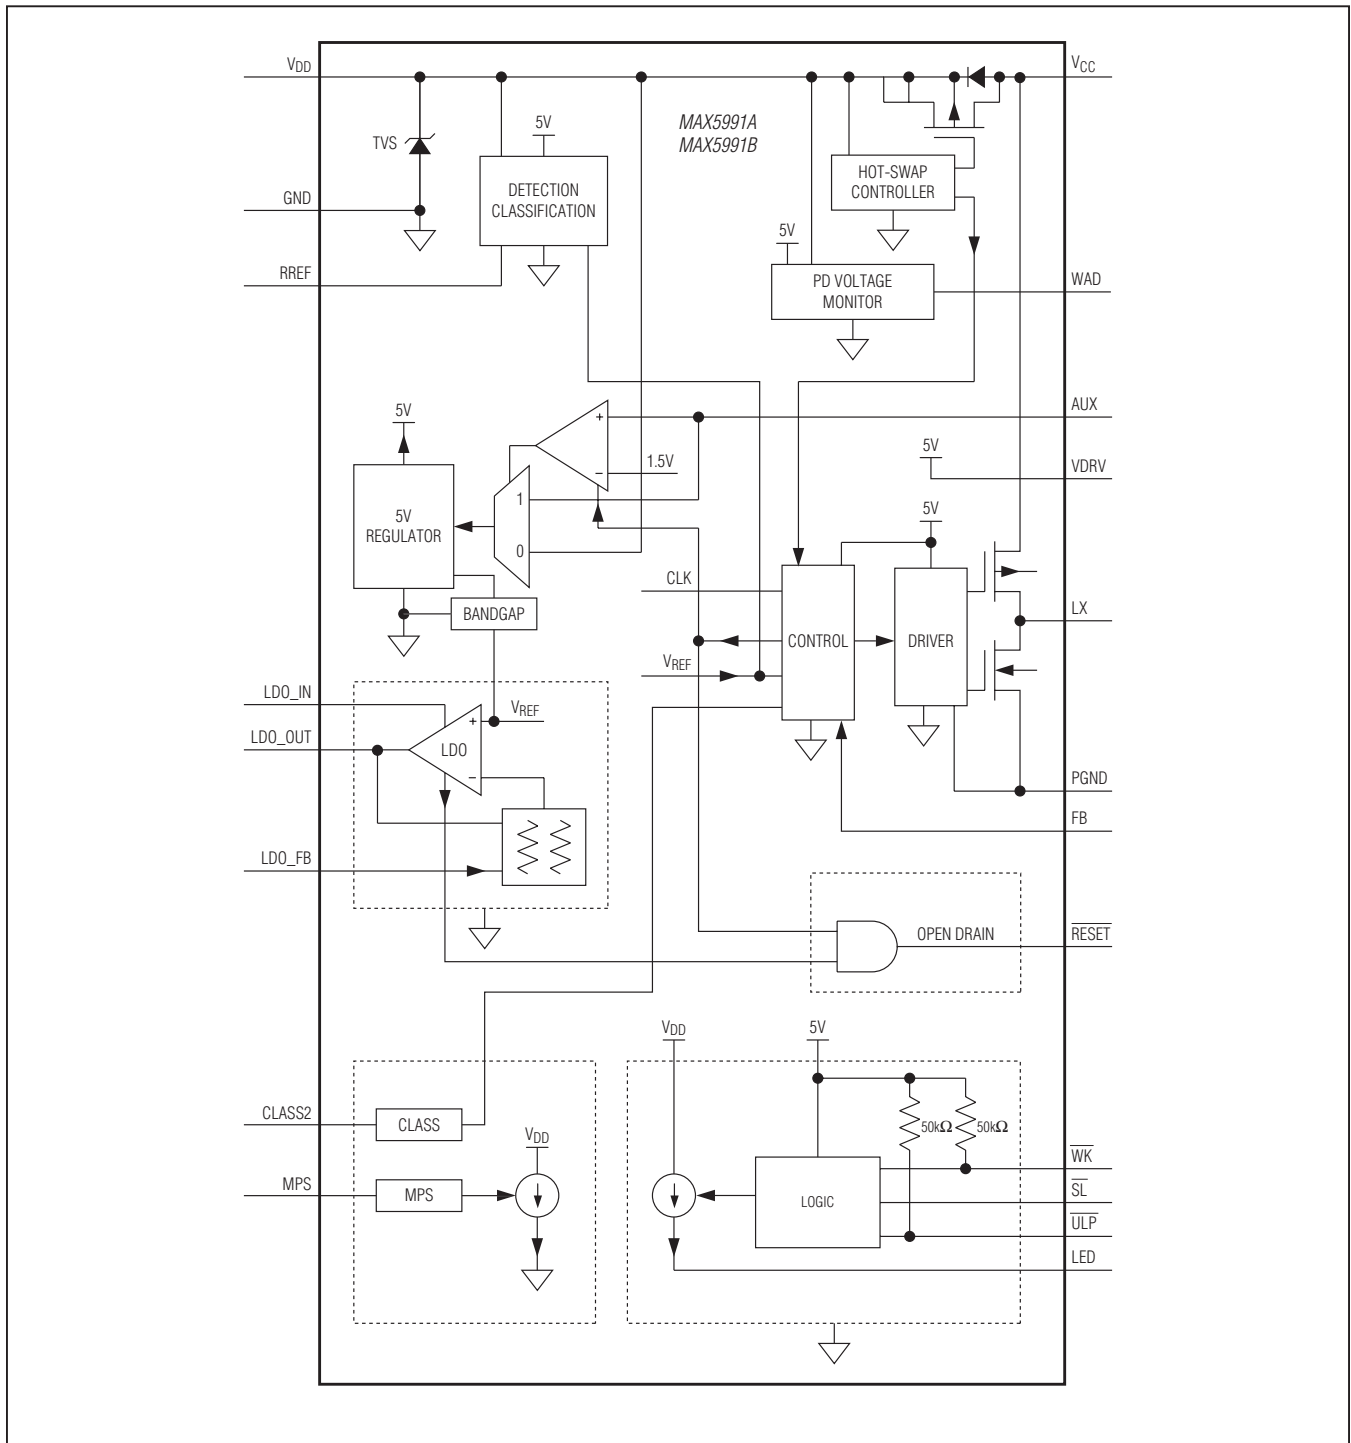 VDD
VCC
MAX5991A
MAX5991B
5V
TVS
HOT-SWAP
CONTROLLER
DETECTION
CLASSIFICATION
GND
5V
RREF
PD VOLTAGE
MONITOR
WAD
AUX
5V
+
5V
1.5V
−
VDRV
1
5V
5V
REGULATOR
0
CLK
BANDGAP
LX
CONTROL
DRIVER
VREF
LDO_IN
VREF
+
LDO_OUT
LDO
−
PGND
FB
LDO_FB
OPEN DRAIN
RESET
VDD
5V
CLASS2
CLASS
50kΩ
50kΩ
VDD
WK
MPS
MPS
LOGIC
SL
ULP
LED